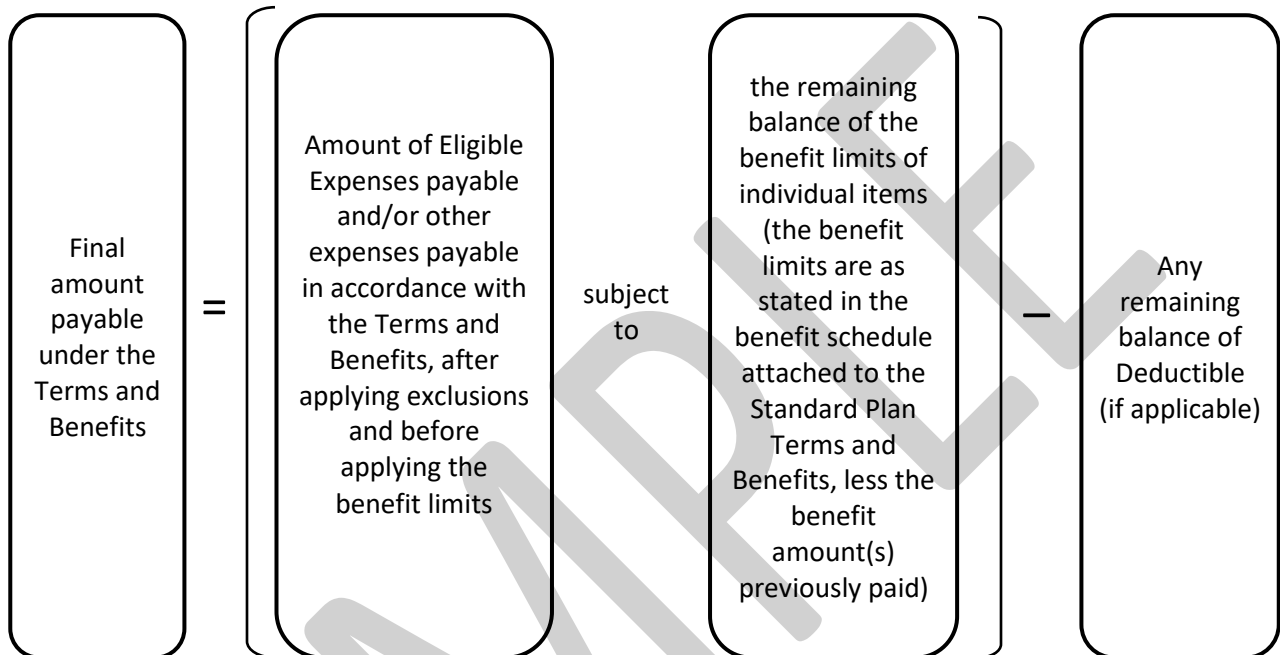 Final
amount
payable
under the
Terms and
Benefits
=
Amount of Eligible
Expenses payable
and/or other
expenses payable
in accordance with
the Terms and
Benefits, after
applying exclusions
and before
applying the
benefit limits
subject
to
the remaining
balance of the
benefit limits of
individual items
(the benefit
limits are as
stated in the
benefit schedule
attached to the
Standard Plan
Terms and
Benefits, less the
benefit
amount(s)
previously paid)
–
Any
remaining
balance of
Deductible
(if applicable)
MPLE